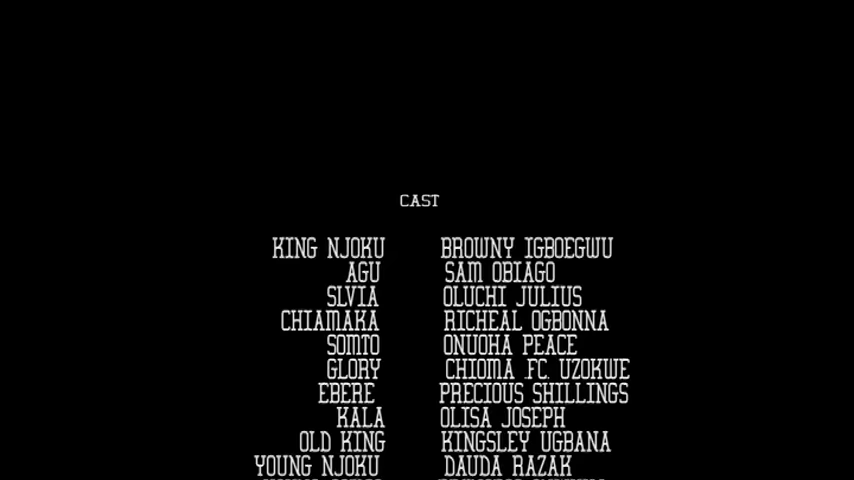 CAST
KING NJOKU BROWNY IGBOEGWU
AGU SAM OBIAGO
SLVIA OLUCHI JULIUS
CHIAMAKA RICHEAL OGBONNA
SOMTO ONUOHA PEACE
GLORY CHIOMA .FC. UZOKWE
EBERE PRECIOUS SHILLINGS
KALA OLISA JOSEPH
OLD KING KINGSLEY UGBANA
YOUNG NJOKU DAUDA RAZAK